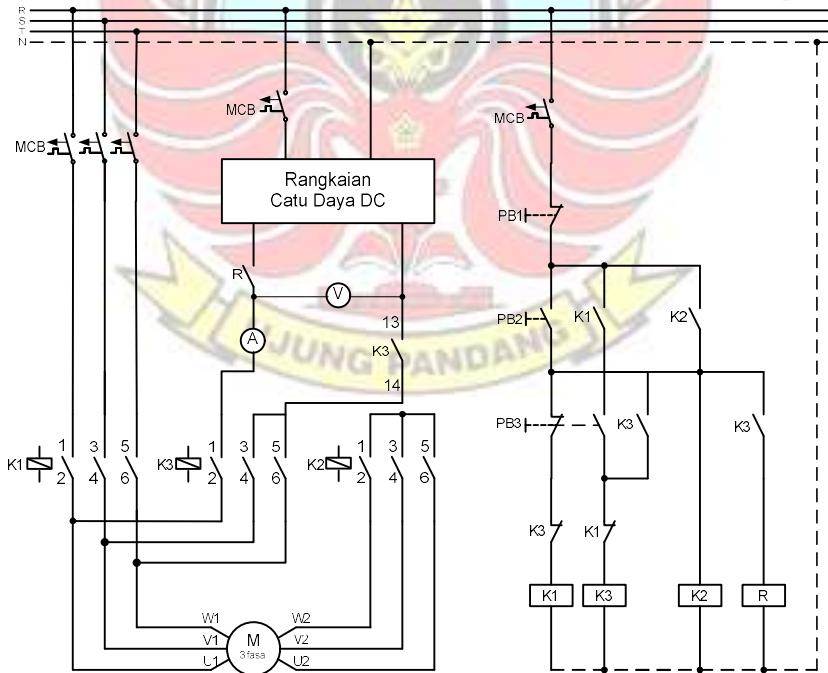 R
S
T
N
MCB
MCB
MCB
Rangkaian
Catu Daya DC
PB1
R
V
A
13
K3
14
PB2
K1
K2
UJUNG PANDANG
PB3
K3
K3
K1
1 3 5
2 4 6
K3
1 3 5
2 4 6
K2
1 3 5
2 4 6
K3
K1
K1
K3
K2
R
W1
V1
U1
M
3 fasa
W2
V2
U2